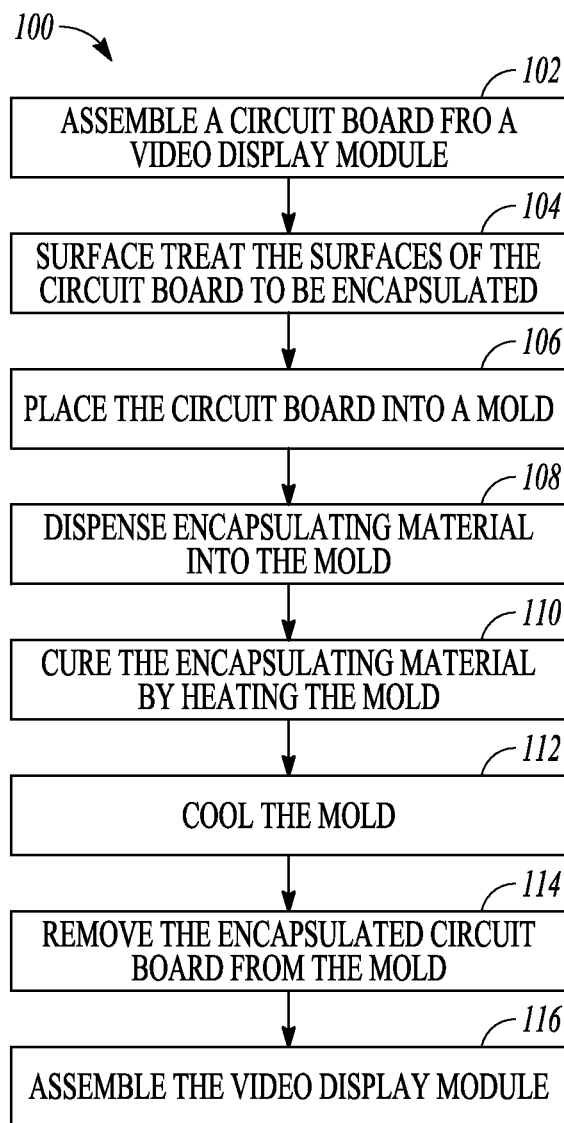 100
102
ASSEMBLE A CIRCUIT BOARD FRO A
VIDEO DISPLAY MODULE
104
SURFACE TREAT THE SURFACES OF THE
CIRCUIT BOARD TO BE ENCAPSULATED
106
PLACE THE CIRCUIT BOARD INTO A MOLD
108
DISPENSE ENCAPSULATING MATERIAL
INTO THE MOLD
110
CURE THE ENCAPSULATING MATERIAL
BY HEATING THE MOLD
112
COOL THE MOLD
114
REMOVE THE ENCAPSULATED CIRCUIT
BOARD FROM THE MOLD
116
ASSEMBLE THE VIDEO DISPLAY MODULE